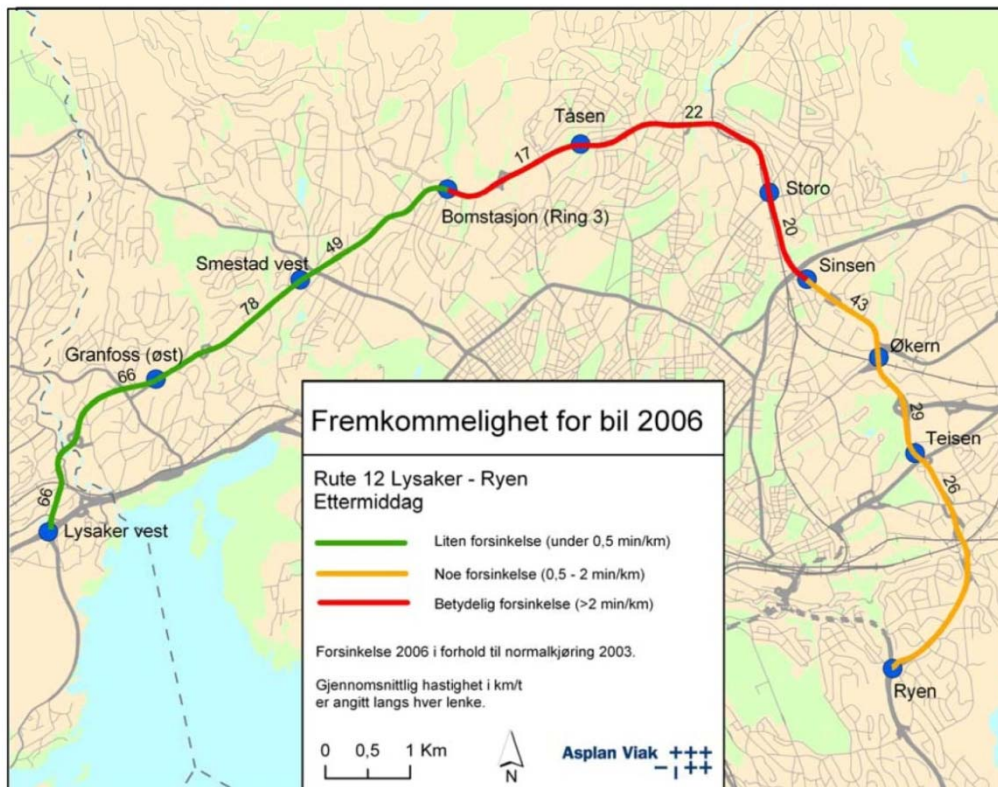 Tåsen
22
17
Storo
Bomstasjon (Ring 3)
20
49
Smestad vest
Sinsen
78
43
Granfoss (øst)
Økern
66
29
Fremkommelighet for bil 2006
Teisen
Rute 12 Lysaker - Ryen
Ettermiddag
26
66
Lysaker vest
Liten forsinkelse (under 0,5 min/km)
Noe forsinkelse (0,5 - 2 min/km)
Betydelig forsinkelse (>2 min/km)
Forsinkelse 2006 i forhold til normalkjøring 2003.
Ryen
Gjennomsnittlig hastighet i km/t
er angitt langs hver lenke.
0 0,5 1 Km
N
Asplan Viak